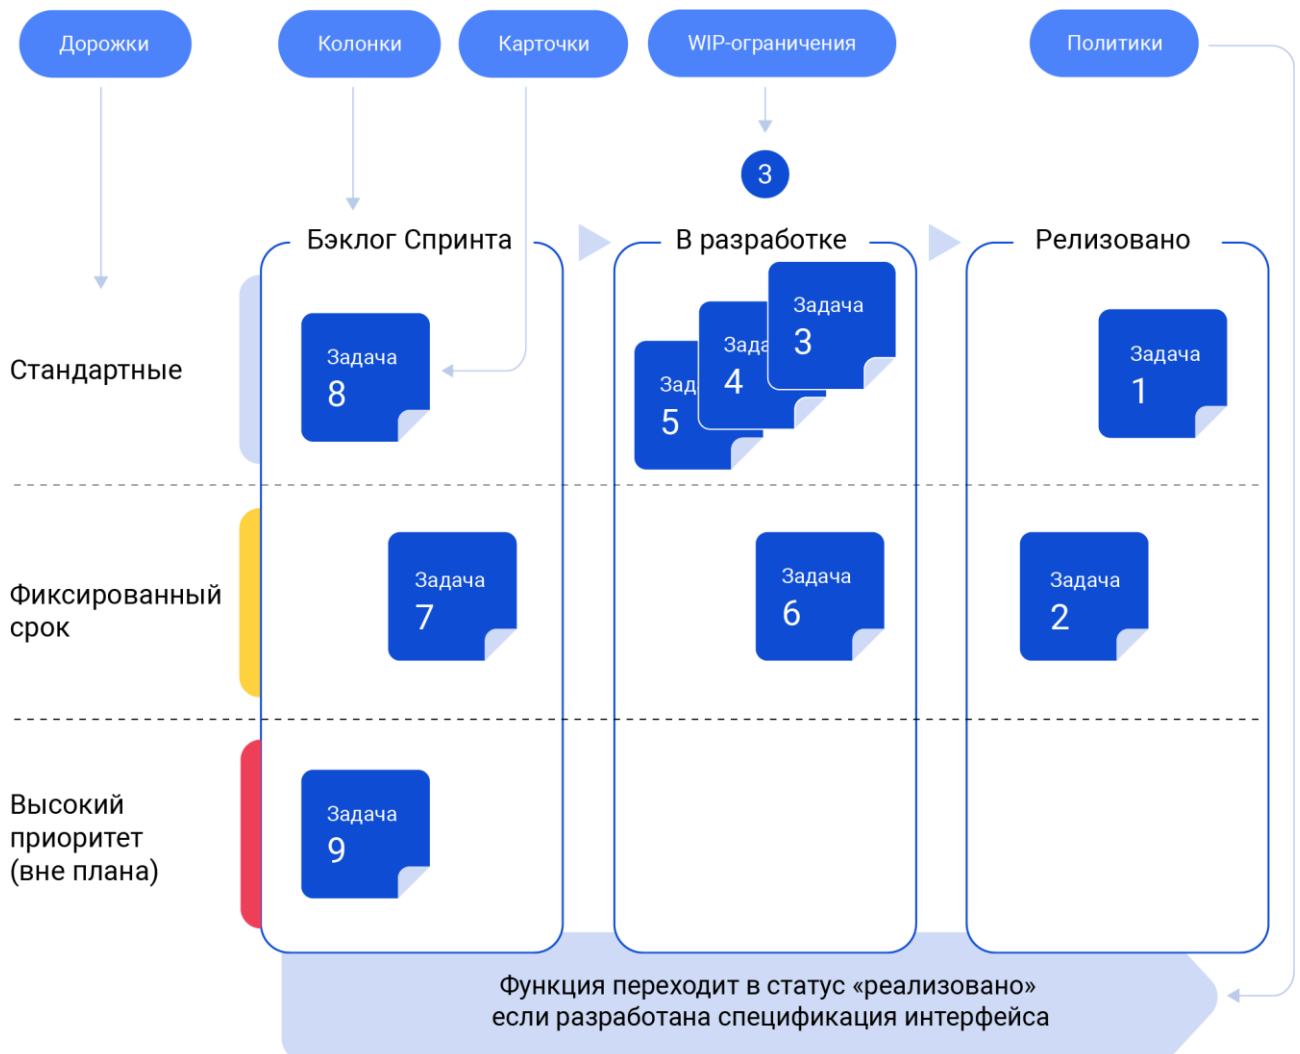 Дорожки
Колонки
Карточки
WIP-ограничения
Политики
3
Бэклог Спринта
В разработке
Релизовано
Стандартные
Задача
8
Зад
5
Зада
4
Задача
3
Задача
1
Фиксированный
срок
Задача
7
Задача
6
Задача
2
Высокий
приоритет
(вне плана)
Задача
9
Функция переходит в статус «реализовано»
если разработана спецификация интерфейса